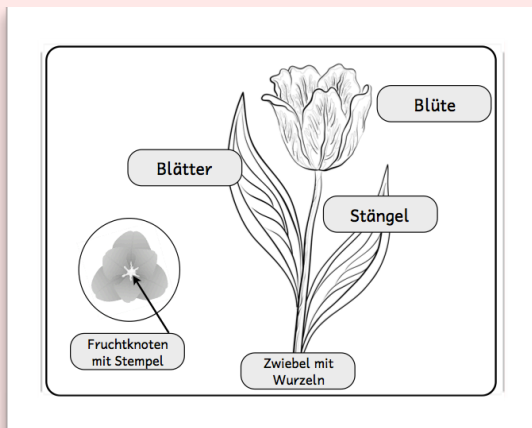 Blüte
Blätter
Stängel
Fruchtknoten
mit Stempel
Zwiebel mit
Wurzeln